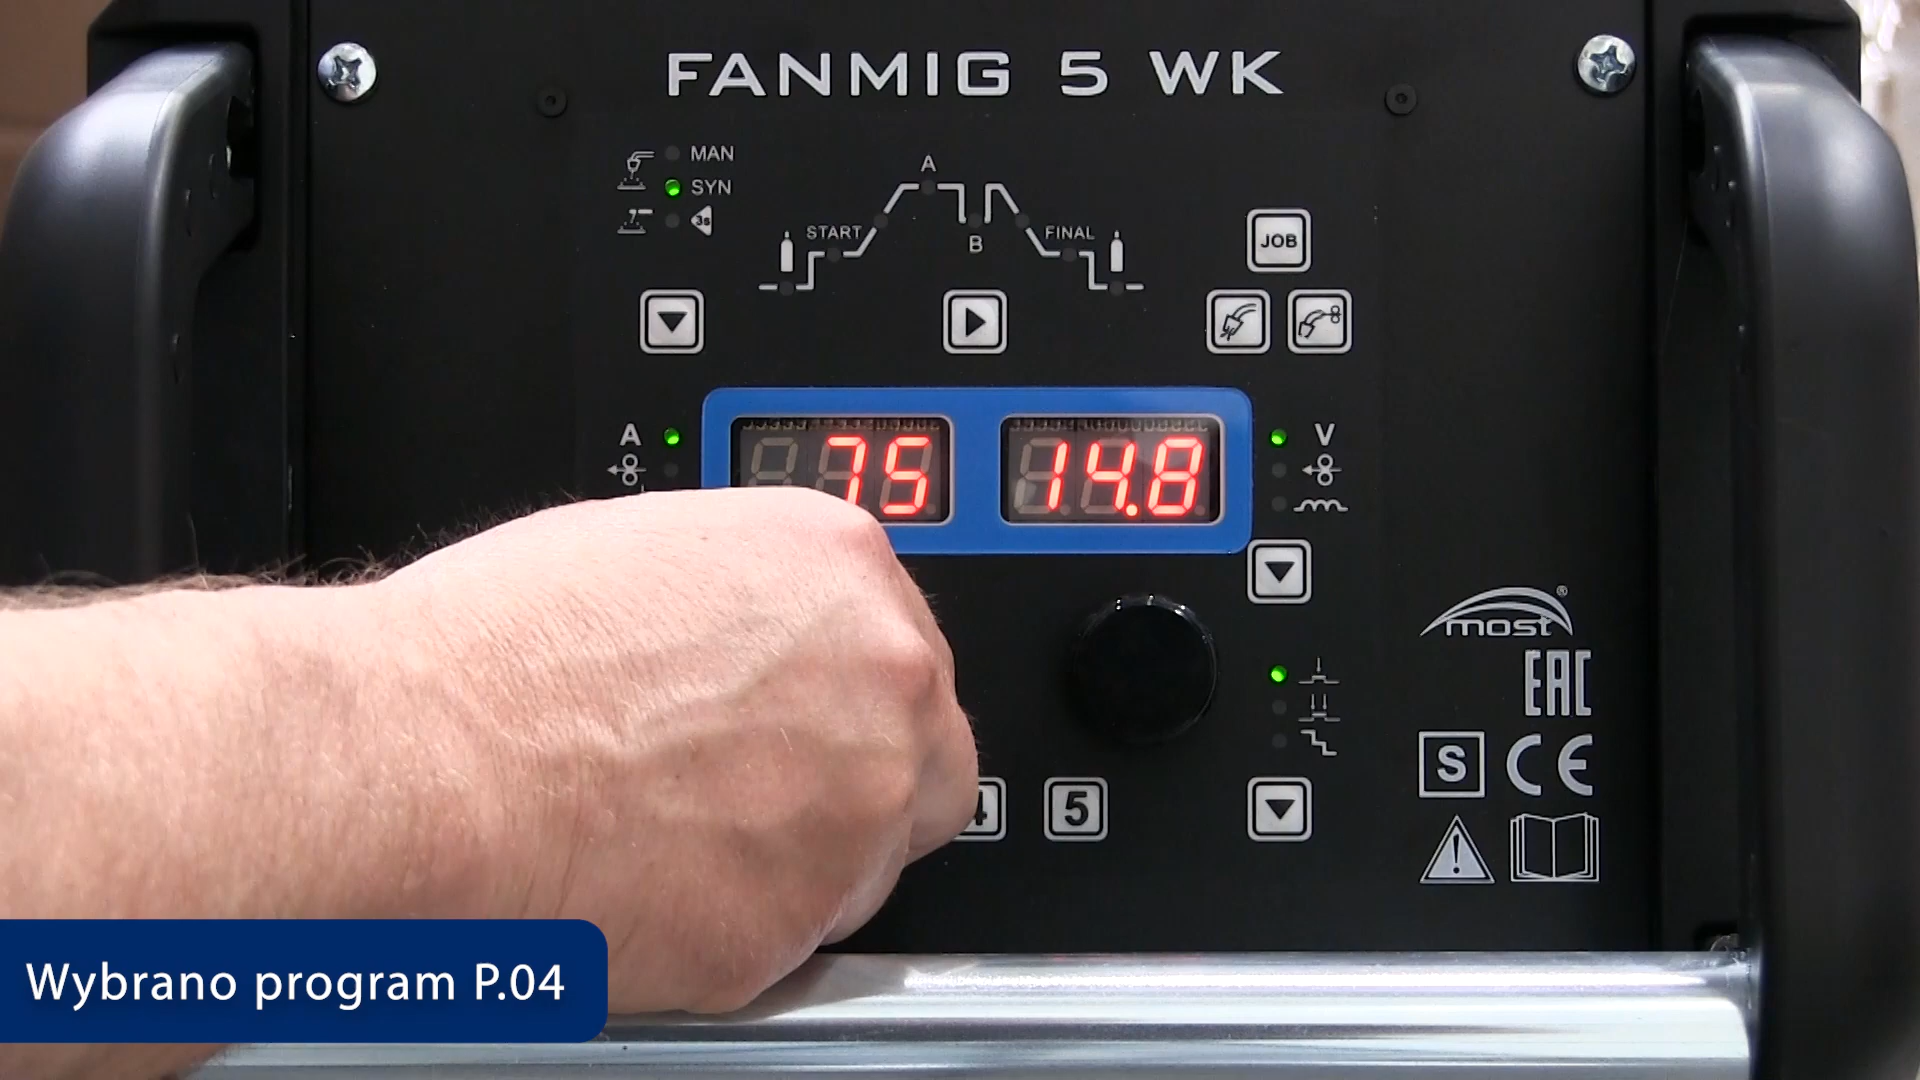 FANMIG 5 WK
MAN
SYN
3s
A
START
B
FINAL
JOB
A
75
14.8
V
most®
EAC
S CE
4
5
Wybrano program P.04